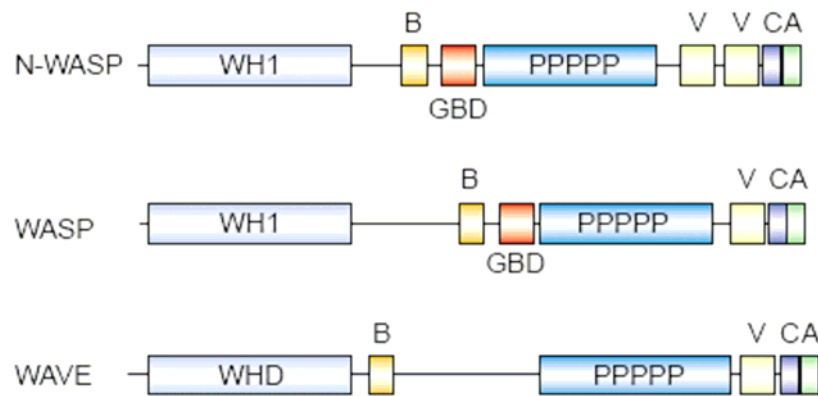 B V V CA
N-WASP WH1 PPPPP
GBD
B V CA
WASP WH1 PPPPP
GBD
B V CA
WAVE WHD PPPPP